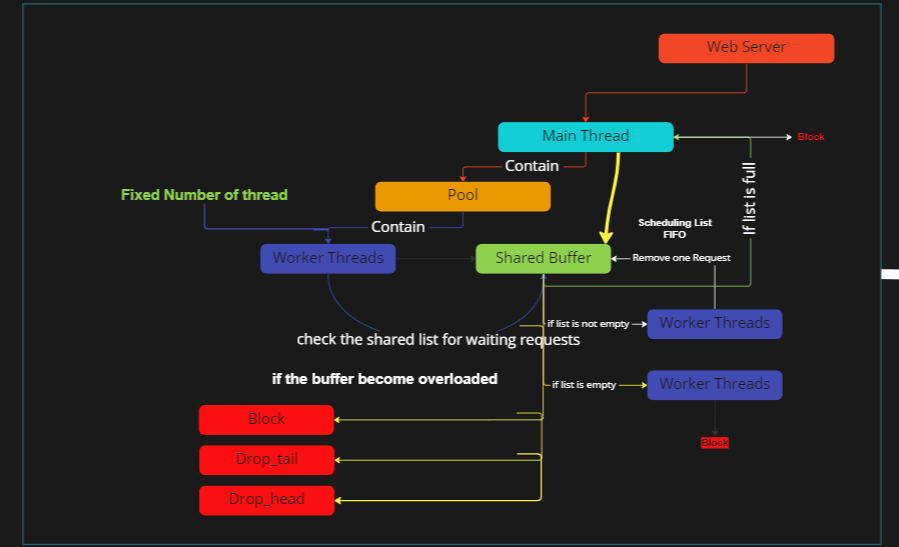 Web Server
Main Thread
Block
Contain
Pool
If list is full
Fixed Number of thread
Contain
Scheduling List
FIFO
Worker Threads
Shared Buffer
Remove one Request
if list is not empty
Worker Threads
check the shared list for waiting requests
if the buffer become overloaded
if list is empty
Worker Threads
Block
Block
Drop_tail
Drop_head